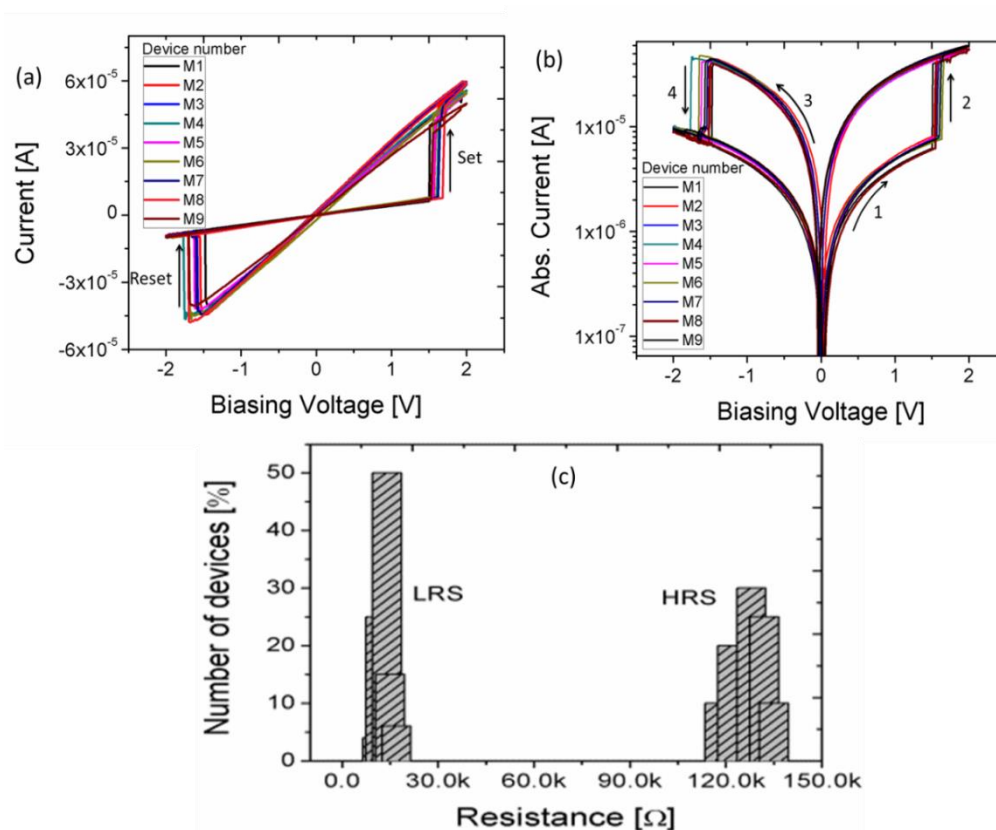 (a)
Device number
M1
M2
M3
M4
M5
M6
M7
M8
M9
Set
Reset
6x10⁻⁵
3x10⁻⁵
0
-3x10⁻⁵
-6x10⁻⁵
Current [A]
-2 -1 0 1 2
Biasing Voltage [V]
(b)
4
3
2
1
Device number
M1
M2
M3
M4
M5
M6
M7
M8
M9
1x10⁻⁵
1x10⁻⁶
1x10⁻⁷
Abs. Current [A]
-2 -1 0 1 2
Biasing Voltage [V]
(c)
LRS
HRS
50
40
30
20
10
0
Number of devices [%]
0.0 30.0k 60.0k 90.0k 120.0k 150.0k
Resistance [Ω]